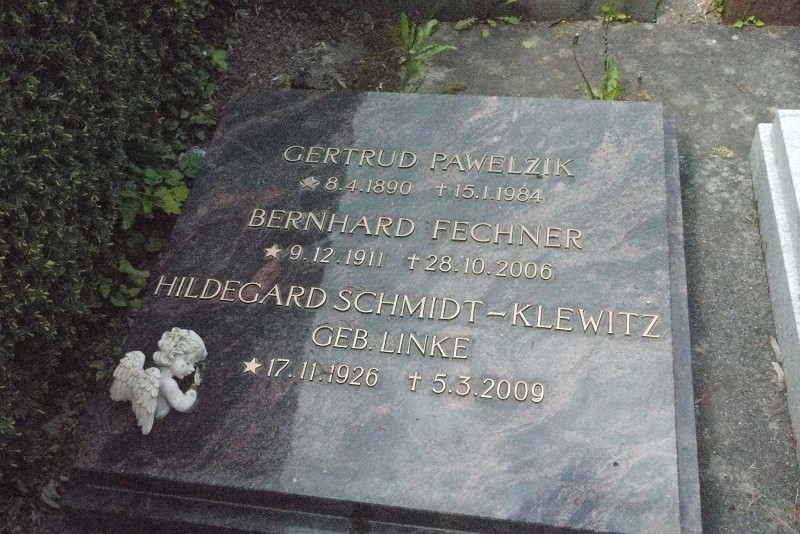 GERTRUD PAWELZIK
★ 8.4.1890 ✝ 15.1.1984
BERNHARD FECHNER
★ 9.12.1911 ✝ 28.10.2006
HILDEGARD SCHMIDT-KLEWITZ
GEB. LINKE
★ 17.11.1926 ✝ 5.3.2009